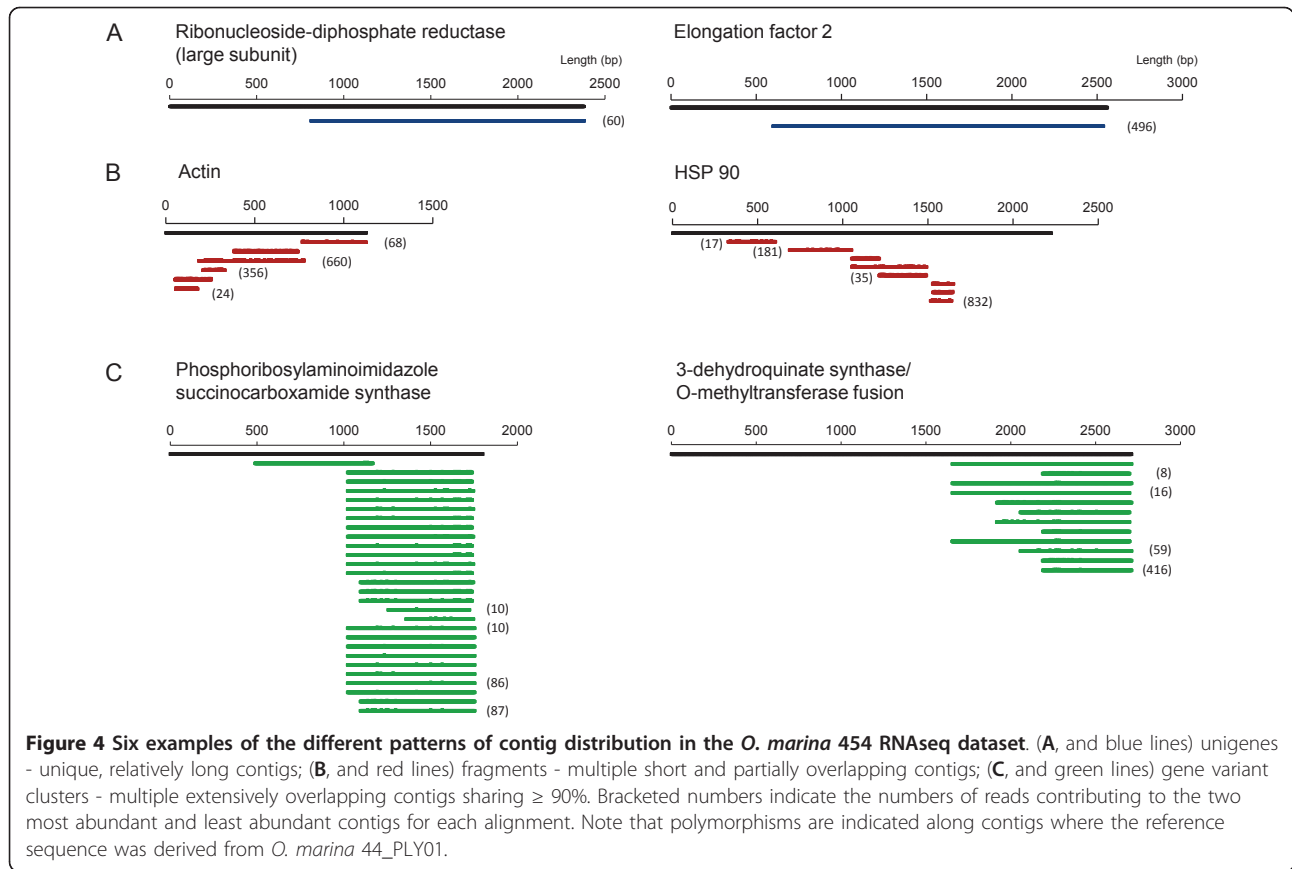 A
Ribonucleoside-diphosphate reductase
(large subunit)
Length (bp)
0 500 1000 1500 2000 2500
(60)
Elongation factor 2
Length (bp)
0 500 1000 1500 2000 2500 3000
(496)
B
Actin
0 500 1000 1500
(68)
(660)
(356)
(24)
HSP 90
0 500 1000 1500 2000 2500
(17)
(181)
(35)
(832)
C
Phosphoribosylaminoimidazole
succinocarboxamide synthase
0 500 1000 1500 2000
(10)
(10)
(86)
(87)
3-dehydroquinate synthase/
O-methyltransferase fusion
0 500 1000 1500 2000 2500 3000
(8)
(16)
(59)
(416)
Figure 4 Six examples of the different patterns of contig distribution in the O. marina 454 RNAseq dataset. (A, and blue lines) unigenes
- unique, relatively long contigs; (B, and red lines) fragments - multiple short and partially overlapping contigs; (C, and green lines) gene variant
clusters - multiple extensively overlapping contigs sharing ≥ 90%. Bracketed numbers indicate the numbers of reads contributing to the two
most abundant and least abundant contigs for each alignment. Note that polymorphisms are indicated along contigs where the reference
sequence was derived from O. marina 44_PLY01.